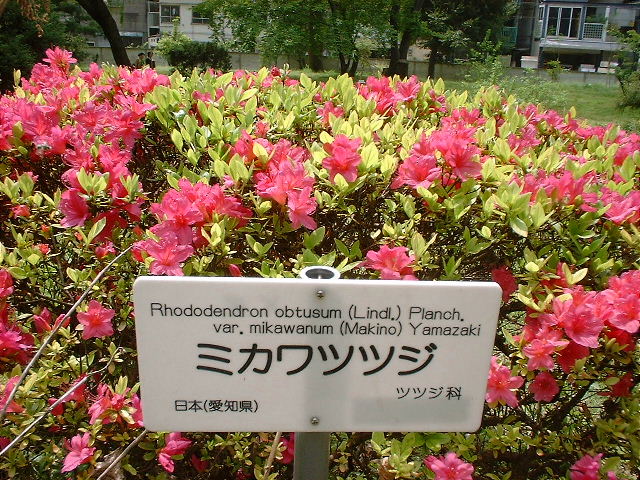 Rhododendron obtusum (Lindl.) Planch.
var. mikawanum (Makino) Yamazaki
ミカワツツジ
ツツジ科
日本(愛知県)